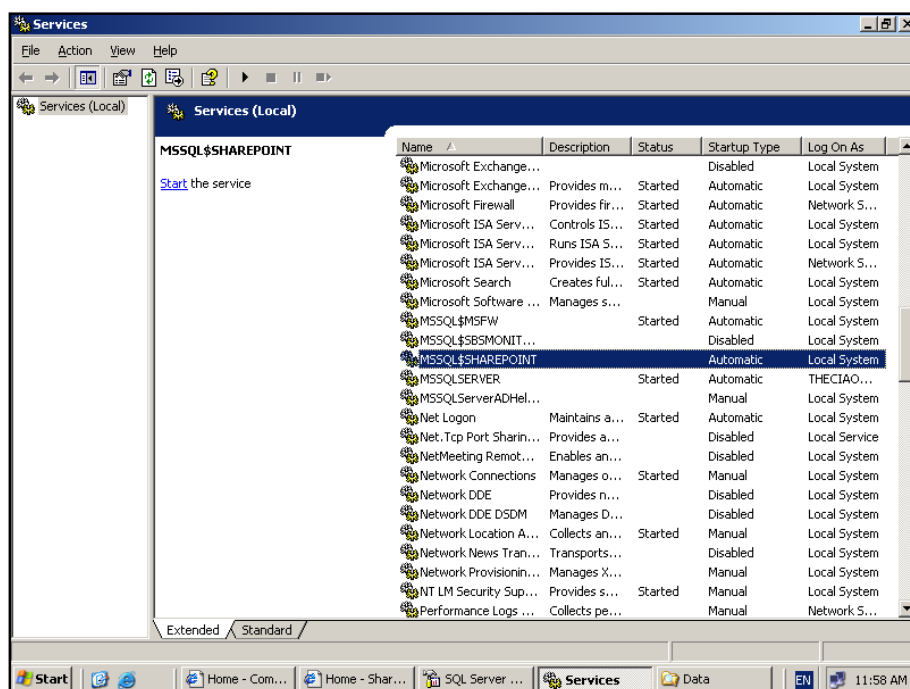 Services
File Action View Help
Services (Local)
Services (Local)
MSSQL$SHAREPOINT
Start the service
Name Description Status Startup Type Log On As
Microsoft Exchange... Disabled Local System
Microsoft Exchange... Provides m... Started Automatic Local System
Microsoft Firewall Provides fir... Started Automatic Network S...
Microsoft ISA Serv... Controls IS... Started Automatic Local System
Microsoft ISA Serv... Runs ISA S... Started Automatic Local System
Microsoft ISA Serv... Provides IS... Started Automatic Network S...
Microsoft Search Creates ful... Started Automatic Local System
Microsoft Software ... Manages s... Manual Local System
MSSQL$MSFW Started Automatic Local System
MSSQL$SBSMONIT... Disabled Local System
MSSQL$SHAREPOINT Automatic Local System
MSSQLSERVER Started Automatic THECIAO...
MSSQLServerADHel... Manual Local System
Net Logon Maintains a... Started Automatic Local System
Net.Tcp Port Sharin... Provides a... Disabled Local Service
NetMeeting Remot... Enables an... Disabled Local System
Network Connections Manages o... Started Manual Local System
Network DDE Provides n... Disabled Local System
Network DDE DSDM Manages D... Disabled Local System
Network Location A... Collects an... Started Manual Local System
Network News Tran... Transports... Disabled Local System
Network Provisionin... Manages X... Manual Local System
NT LM Security Sup... Provides s... Started Manual Local System
Performance Logs ... Collects pe... Manual Network S...
Extended Standard
Start Home - Com... Home - Shar... SQL Server ... Services Data EN 11:58 AM